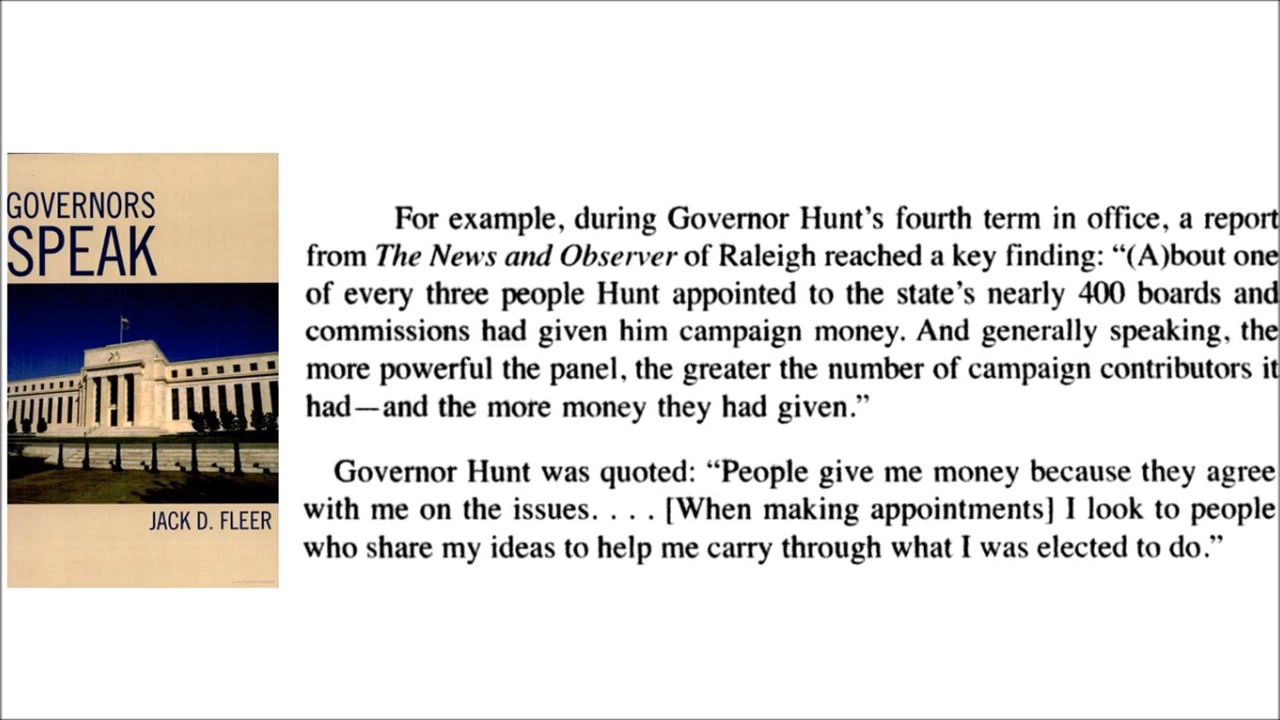 GOVERNORS
SPEAK
JACK D. FLEER
For example, during Governor Hunt's fourth term in office, a report
from The News and Observer of Raleigh reached a key finding: “(A)bout one
of every three people Hunt appointed to the state's nearly 400 boards and
commissions had given him campaign money. And generally speaking, the
more powerful the panel, the greater the number of campaign contributors it
had—and the more money they had given.”
Governor Hunt was quoted: “People give me money because they agree
with me on the issues. . . . [When making appointments] I look to people
who share my ideas to help me carry through what I was elected to do.”